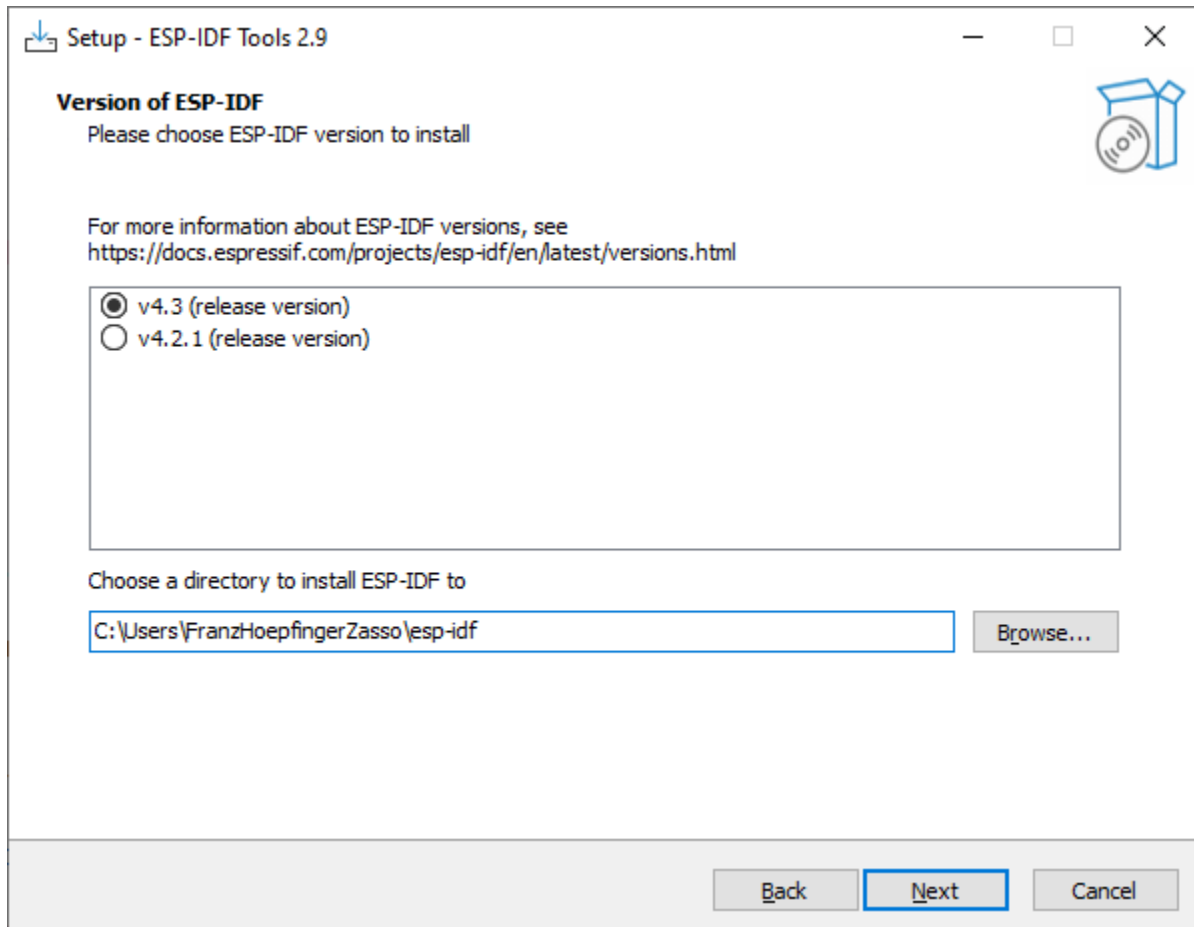 Setup - ESP-IDF Tools 2.9
Version of ESP-IDF
Please choose ESP-IDF version to install
For more information about ESP-IDF versions, see
https://docs.espressif.com/projects/esp-idf/en/latest/versions.html
v4.3 (release version)
v4.2.1 (release version)
Choose a directory to install ESP-IDF to
C:\Users\FranzHoepfingerZasso\esp-idf
Browse...
Back
Next
Cancel